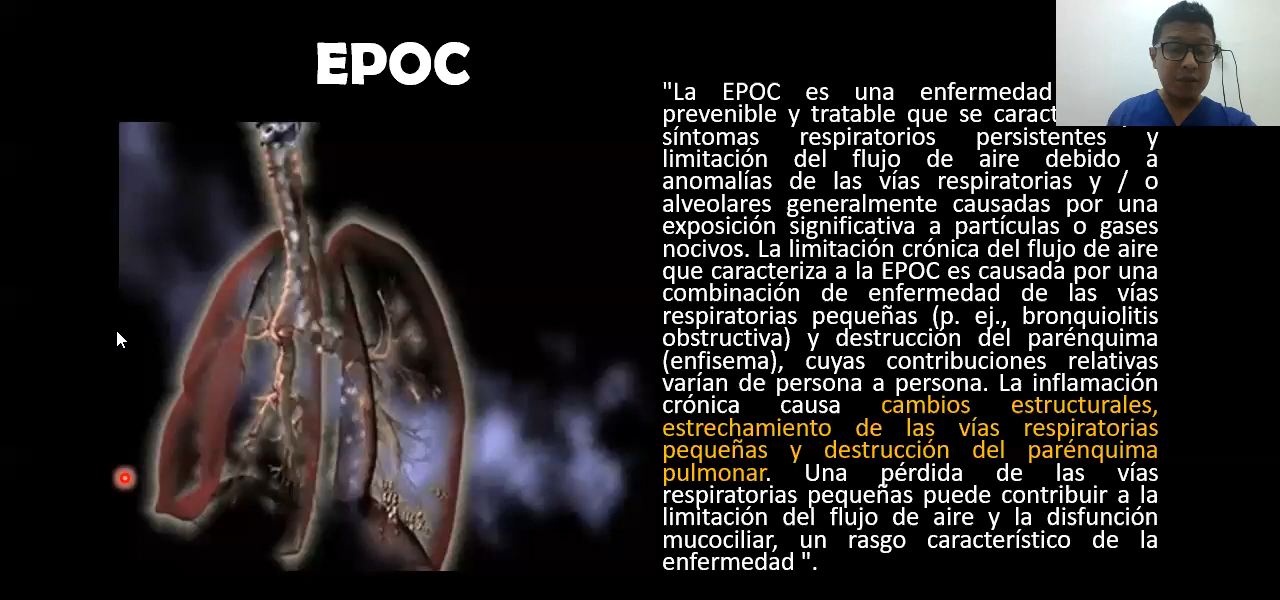 EPOC
"La EPOC es una enfermedad
prevenible y tratable que se caract
síntomas respiratorios persistentes y
limitación del flujo de aire debido a
anomalías de las vías respiratorias y / o
alveolares generalmente causadas por una
exposición significativa a partículas o gases
nocivos. La limitación crónica del flujo de aire
que caracteriza a la EPOC es causada por una
combinación de enfermedad de las vías
respiratorias pequeñas (p. ej., bronquiolitis
obstructiva) y destrucción del parénquima
(enfisema), cuyas contribuciones relativas
varían de persona a persona. La inflamación
crónica causa cambios estructurales,
estrechamiento de las vías respiratorias
pequeñas y destrucción del parénquima
pulmonar. Una pérdida de las vías
respiratorias pequeñas puede contribuir a la
limitación del flujo de aire y la disfunción
mucociliar, un rasgo característico de la
enfermedad ".